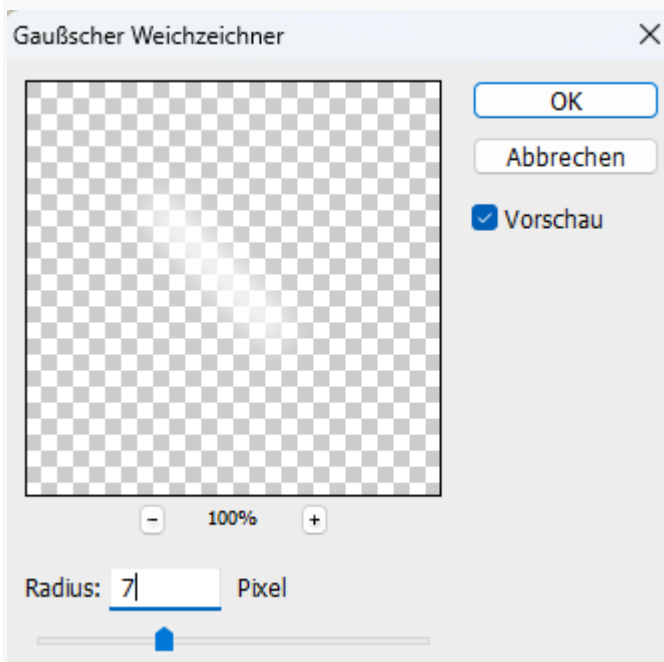 Gaußscher Weichzeichner
OK
Abbrechen
Vorschau
100%
Radius: 7 Pixel